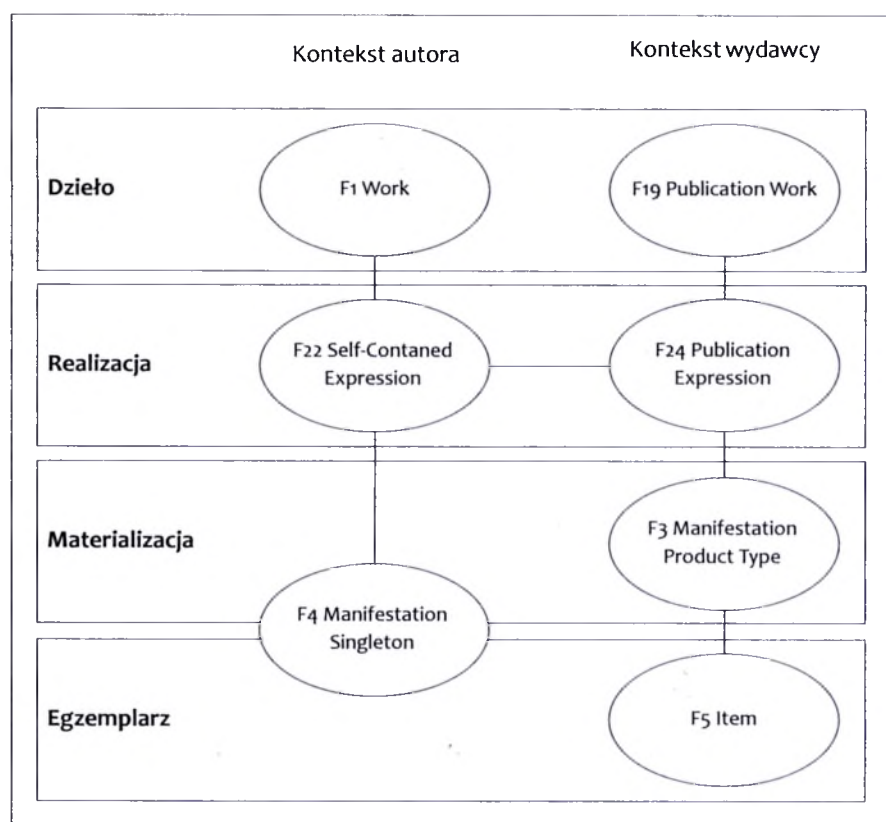 Kontekst autora
Kontekst wydawcy
Dzieło
F1 Work
F19 Publication Work
Realizacja
F22 Self-Contaned
Expression
F24 Publication
Expression
Materializacja
F3 Manifestation
Product Type
F4 Manifestation
Singleton
Egzemplarz
F5 Item